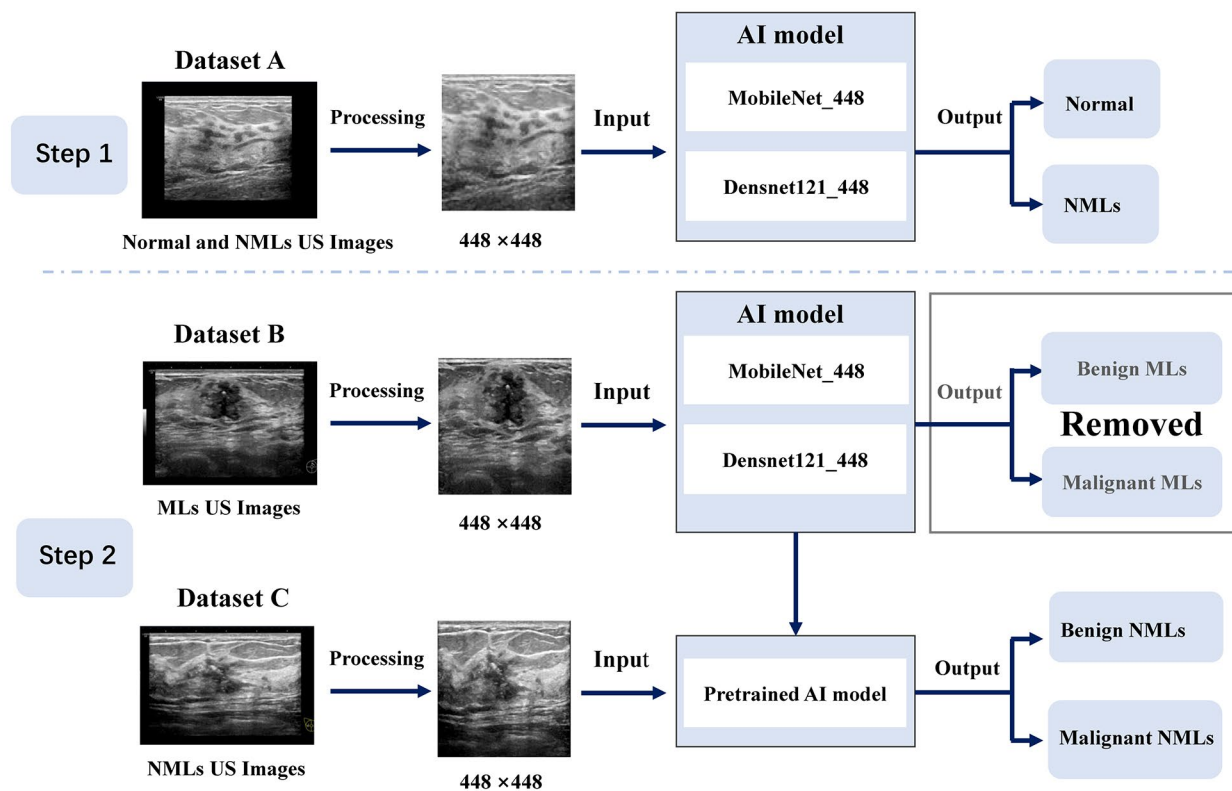 Step 1
Dataset A
Normal and NMLs US Images
Processing
448 ×448
Input
AI model
MobileNet_448
Densnet121_448
Output
Normal
NMLs
Step 2
Dataset B
MLs US Images
Processing
448 ×448
Input
AI model
MobileNet_448
Densnet121_448
Output
Benign MLs
Removed
Malignant MLs
Dataset C
NMLs US Images
Processing
448 ×448
Input
Pretrained AI model
Output
Benign NMLs
Malignant NMLs